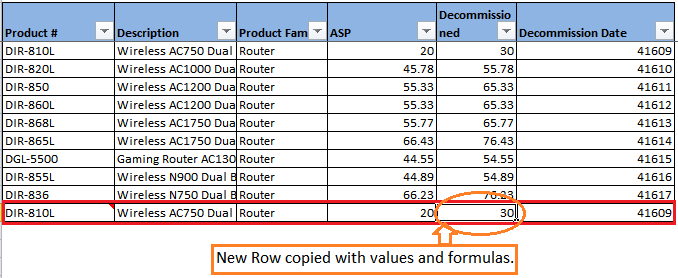 Product # Description Product Fam ASP Decommissio
ned Decommission Date
DIR-810L Wireless AC750 Dual Router 20 30 41609
DIR-820L Wireless AC1000 Dua Router 45.78 55.78 41610
DIR-850 Wireless AC1200 Dua Router 55.33 65.33 41611
DIR-860L Wireless AC1200 Dua Router 55.33 65.33 41612
DIR-868L Wireless AC1750 Dua Router 55.77 65.77 41613
DIR-865L Wireless AC1750 Dua Router 66.43 76.43 41614
DGL-5500 Gaming Router AC130 Router 44.55 54.55 41615
DIR-855L Wireless N900 Dual B Router 44.89 54.89 41616
DIR-836 Wireless N750 Dual B Router 66.23 76.23 41617
DIR-810L Wireless AC750 Dual Router 20 30 41609
New Row copied with values and formulas.